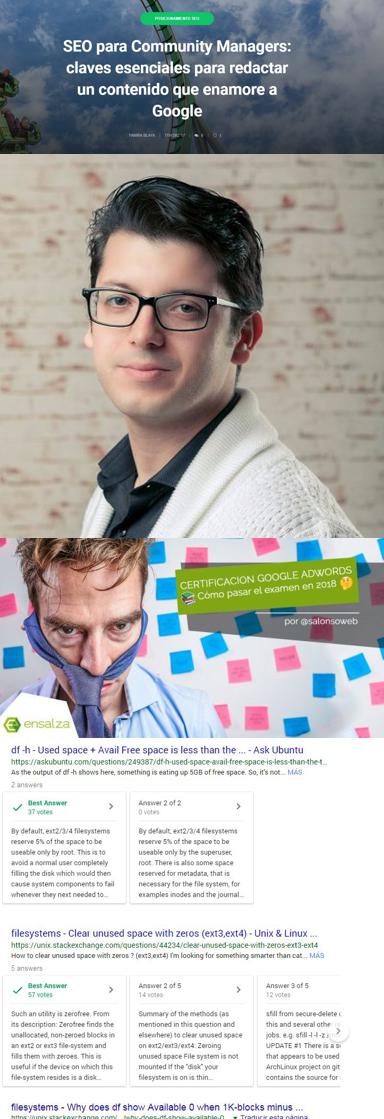 POSICIONAMIENTO SEO
SEO para Community Managers:
claves esenciales para redactar
un contenido que enamore a
Google
CERTIFICACION GOOGLE ADWORDS
Cómo pasar el examen en 2018
por @salonsoweb
ensalza
df -h - Used space + Avail Free space is less than the ... - Ask Ubuntu
https://askubuntu.com/questions/249387/df-h-used-space-avail-free-space-is-less-than-the-t...
As the output of df -h shows here, something is eating up 5GB of free space. So, it's not... MÁS
2 answers
Best Answer
37 votes
By default, ext2/3/4 filesystems
reserve 5% of the space to be
useable only by root. This is to
avoid a normal user completely
filling the disk which would then
cause system components to fail
whenever they next needed to...
Answer 2 of 2
0 votes
By default, ext2/3/4 filesystems
reserve 5% of the space to be
useable only by the superuser,
root. There is also some space
reserved for metadata, that is
necessary for the file system, for
examples inodes and the journal...
filesystems - Clear unused space with zeros (ext3,ext4) - Unix & Linux ...
https://unix.stackexchange.com/questions/44234/clear-unused-space-with-zeros-ext3-ext4
How to clear unused space with zeros ? (ext3,ext4) I'm looking for something smarter than cat... MÁS
5 answers
Best Answer
57 votes
Such an utility is zerofree. From
its description: Zerofree finds the
unallocated, non-zeroed blocks in
an ext2 or ext3 file-system and
fills them with zeroes. This is
useful if the device on which this
file-system resides is a disk...
Answer 2 of 5
14 votes
Summary of the methods (as
mentioned in this question and
elsewhere) to clear unused space
on ext2/ext3/ext4: Zeroing
unused space File system is not
mounted If the "disk" your
filesystem is on is thin...
Answer 3 of 5
12 votes
sfill from secure-delete c
this and several other re
jobs. e.g. sfill -l -l -z /
UPDATE #1 There is a so
that appears to be used
ArchLinux project on git
contains the source for
filesystems - Why does df show Available 0 when 1K-blocks minus ...